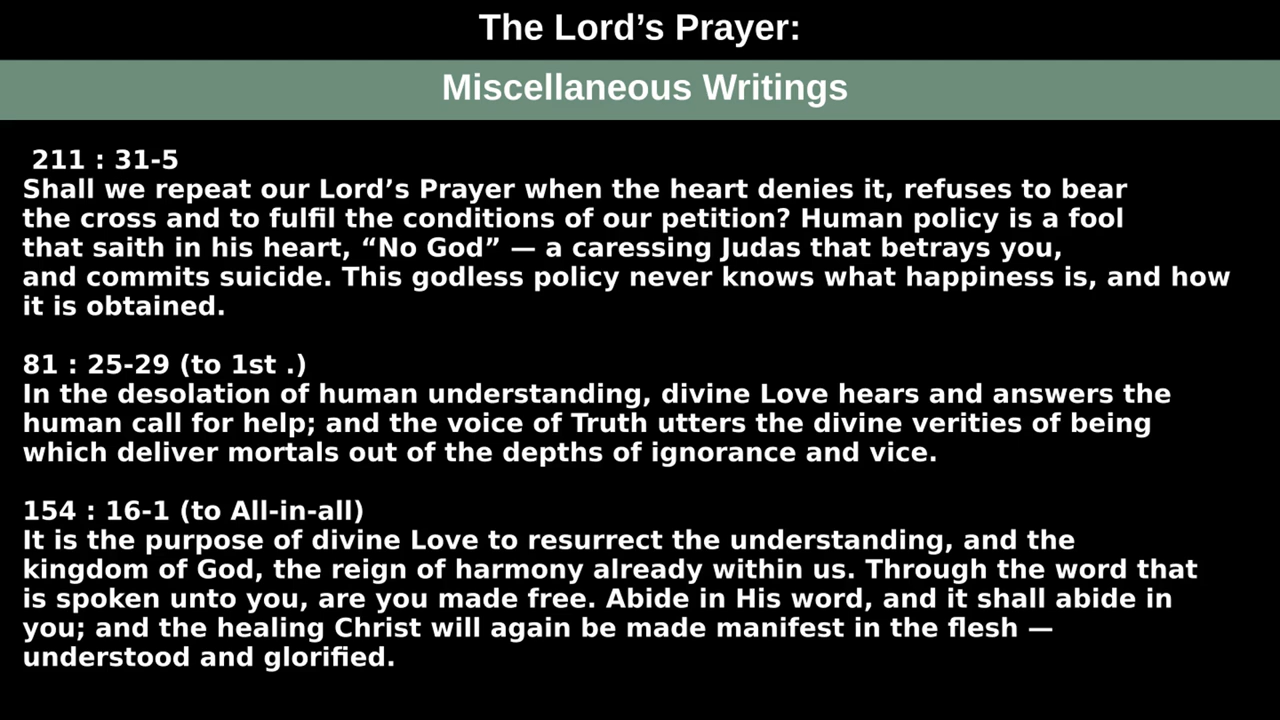 The Lord’s Prayer:
Miscellaneous Writings
211 : 31-5
Shall we repeat our Lord’s Prayer when the heart denies it, refuses to bear
the cross and to fulfil the conditions of our petition? Human policy is a fool
that saith in his heart, “No God” — a caressing Judas that betrays you,
and commits suicide. This godless policy never knows what happiness is, and how
it is obtained.
81 : 25-29 (to 1st .)
In the desolation of human understanding, divine Love hears and answers the
human call for help; and the voice of Truth utters the divine verities of being
which deliver mortals out of the depths of ignorance and vice.
154 : 16-1 (to All-in-all)
It is the purpose of divine Love to resurrect the understanding, and the
kingdom of God, the reign of harmony already within us. Through the word that
is spoken unto you, are you made free. Abide in His word, and it shall abide in
you; and the healing Christ will again be made manifest in the flesh —
understood and glorified.